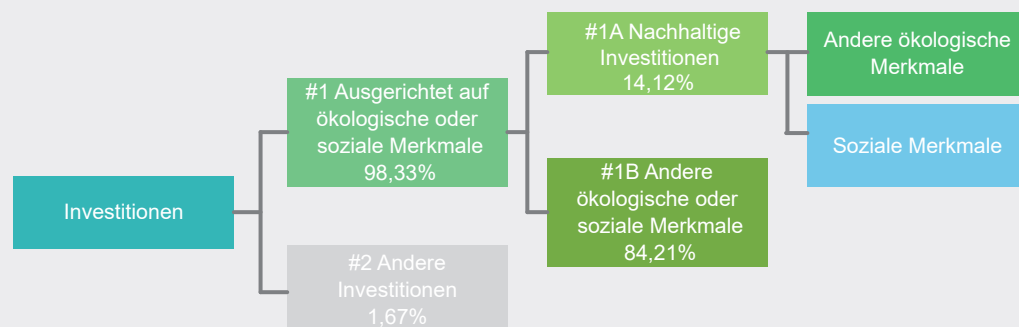 Investitionen
#1 Ausgerichtet auf
ökologische oder
soziale Merkmale
98,33%
#2 Andere
Investitionen
1,67%
#1A Nachhaltige
Investitionen
14,12%
#1B Andere
ökologische oder
soziale Merkmale
84,21%
Andere ökologische
Merkmale
Soziale Merkmale